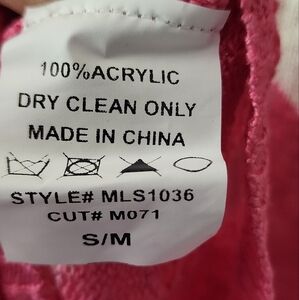 100%ACRYLIC
DRY CLEAN ONLY
MADE IN CHINA
STYLE# MLS1036
CUT# M071
S/M